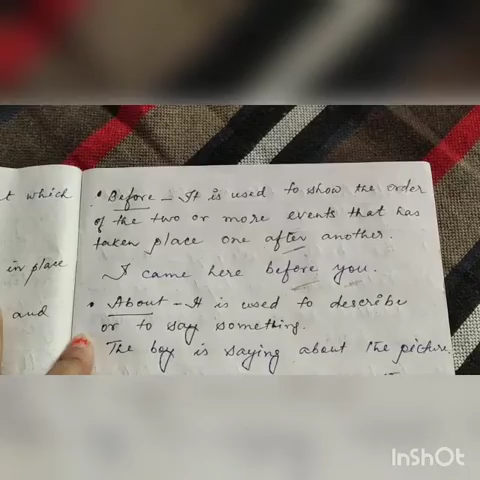 t which
in place
and
• Before – It is used to show the order
of the two or more events that has
taken place one after another.
I came here before you.
• About – It is used to describe
or to say something.
The boy is saying about the picture.
InShOt